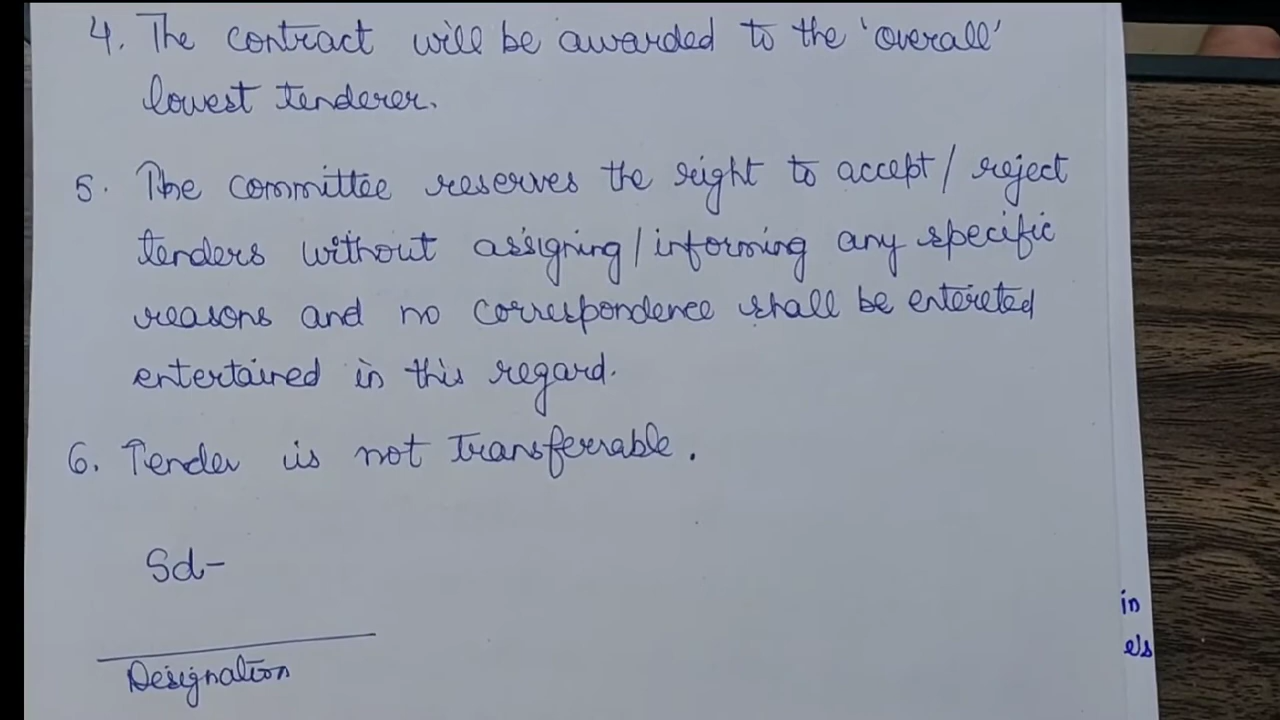 4. The contract will be awarded to the 'overall'
lowest tenderer.
5. The committee reserves the right to accept/ reject
tenders without assigning/informing any specific
reasons and no correspondence shall be entereted
entertained in this regard.
6. Tender is not transferrable.
Sd-
Designation
in
e's